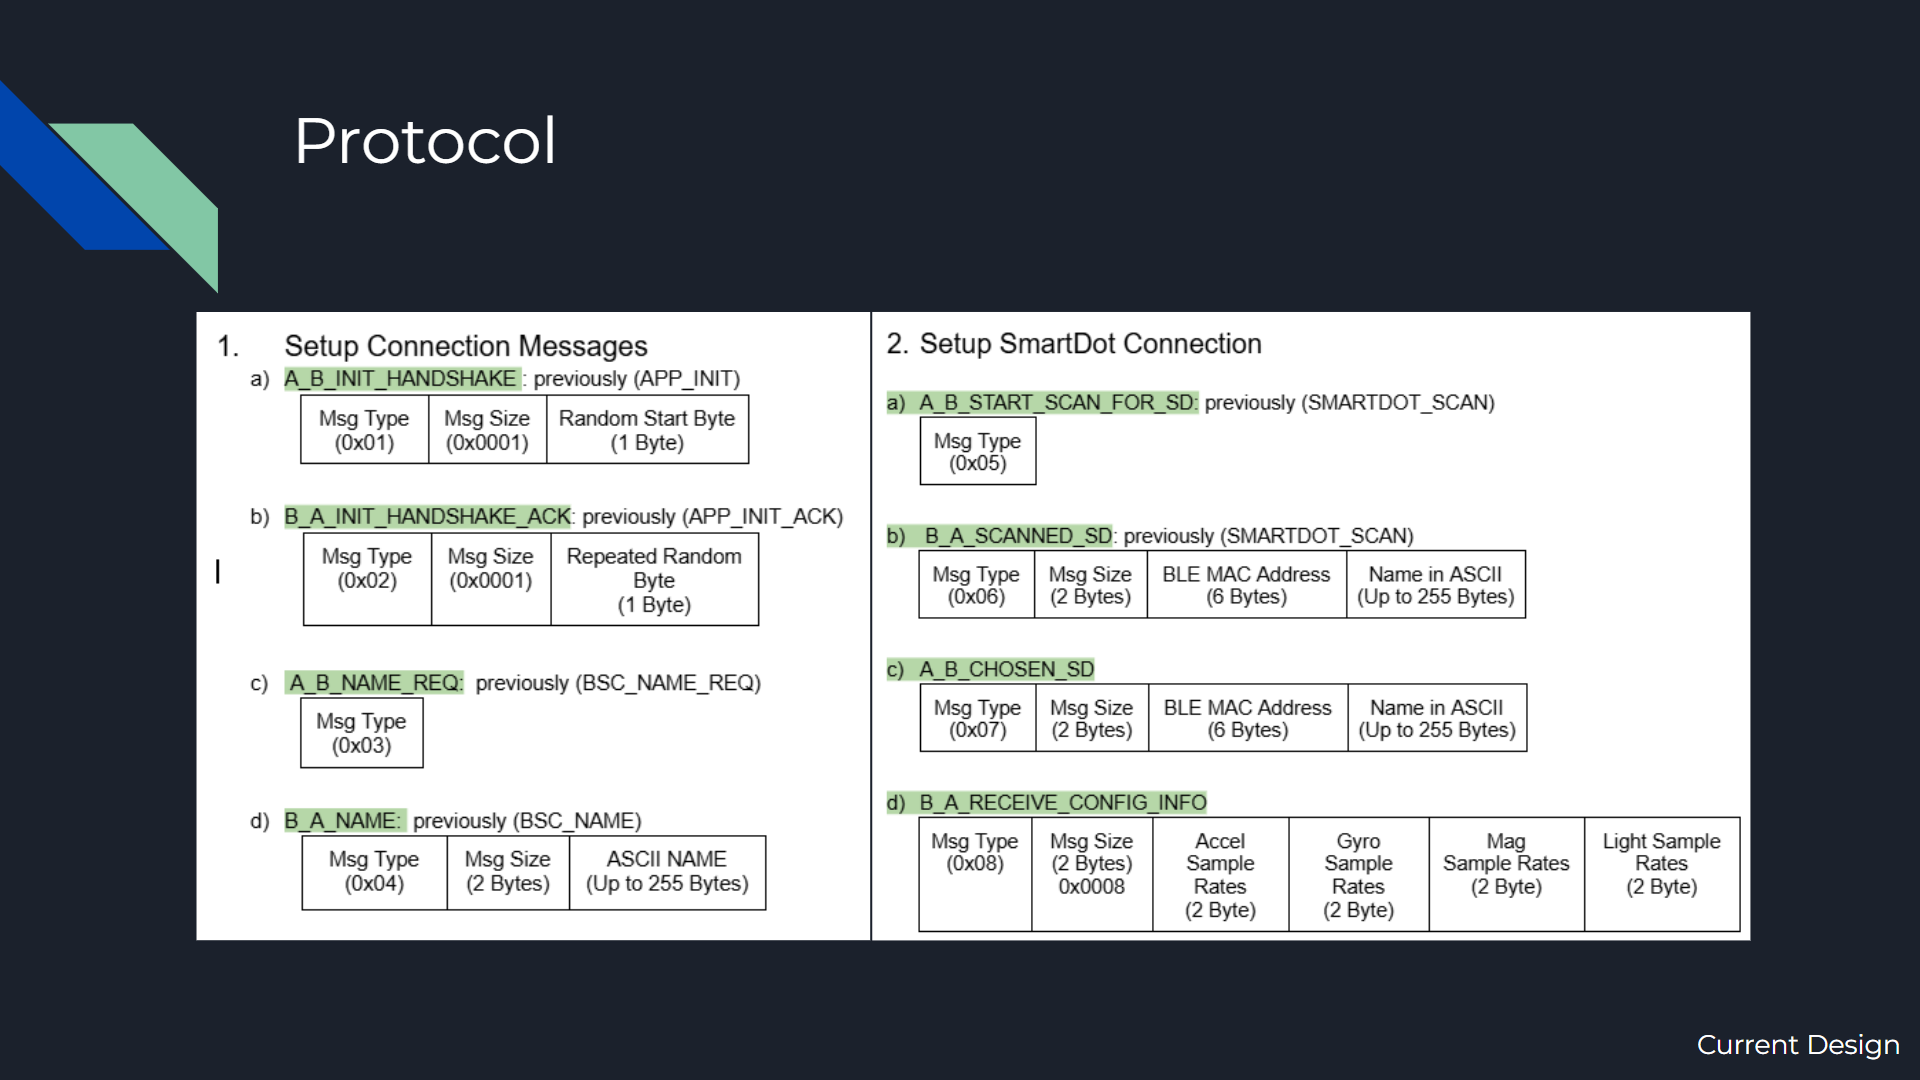 Protocol
1. Setup Connection Messages
a) A_B_INIT_HANDSHAKE : previously (APP_INIT)
Msg Type Msg Size Random Start Byte
(0x01) (0x0001) (1 Byte)
b) B_A_INIT_HANDSHAKE_ACK: previously (APP_INIT_ACK)
Msg Type Msg Size Repeated Random
(0x02) (0x0001) Byte
(1 Byte)
c) A_B_NAME_REQ: previously (BSC_NAME_REQ)
Msg Type
(0x03)
d) B_A_NAME: previously (BSC_NAME)
Msg Type Msg Size ASCII NAME
(0x04) (2 Bytes) (Up to 255 Bytes)
2. Setup SmartDot Connection
a) A_B_START_SCAN_FOR_SD: previously (SMARTDOT_SCAN)
Msg Type
(0x05)
b) B_A_SCANNED_SD: previously (SMARTDOT_SCAN)
Msg Type Msg Size BLE MAC Address Name in ASCII
(0x06) (2 Bytes) (6 Bytes) (Up to 255 Bytes)
c) A_B_CHOSEN_SD
Msg Type Msg Size BLE MAC Address Name in ASCII
(0x07) (2 Bytes) (6 Bytes) (Up to 255 Bytes)
d) B_A_RECEIVE_CONFIG_INFO
Msg Type Msg Size Accel Gyro Mag Light Sample
(0x08) (2 Bytes) Sample Sample Sample Rates Rates
0x0008 Rates Rates (2 Byte) (2 Byte)
(2 Byte) (2 Byte)
Current Design